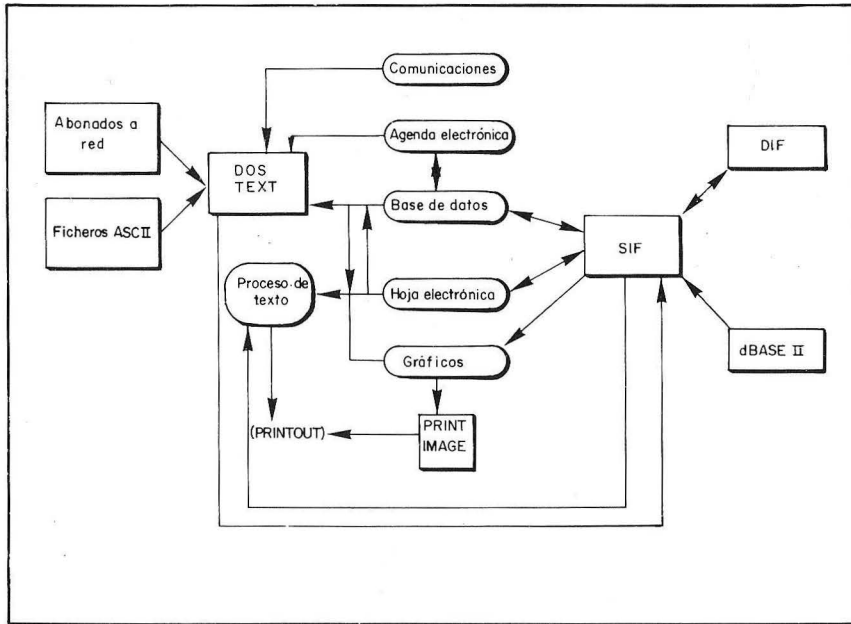 Comunicaciones
Abonados a
red
Agenda electrónica
DOS
TEXT
DIF
Ficheros ASCII
Base de datos
SIF
Proceso de
texto
Hoja electrónica
Gráficos
dBASE II
(PRINTOUT)
PRINT
IMAGE